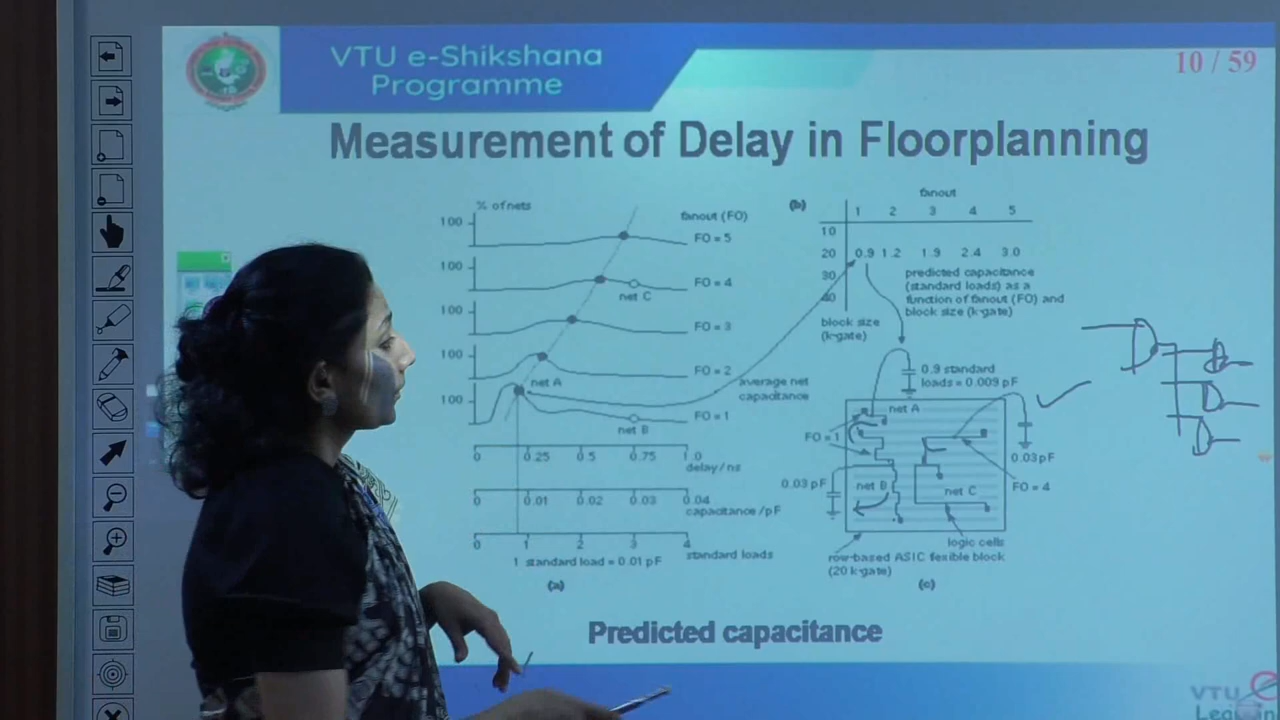 VTU e-Shikshana
Programme
10 / 59
Measurement of Delay in Floorplanning
% of nets
fanout (FO)
100
FO = 5
100
FO = 4
net C
100
FO = 3
100
FO = 2
net A
100
FO = 1
net B
average net
capacitance
0 0.25 0.5 0.75 1.0
delay/ns
0 0.01 0.02 0.03 0.04
capacitance /pF
0 1 2 3 4
standard loads
1 standard load = 0.01 pF
(a)
(b)
fanout
1 2 3 4 5
10
20 0.9 1.2 1.9 2.4 3.0
30
40
block size
(k-gate)
predicted capacitance
(standard loads) as a
function of fanout (FO) and
block size (k-gate)
0.9 standard
loads = 0.009 pF
net A
FO = 1
0.03 pF
0.03 pF
net B
net C
FO = 4
logic cells
row-based ASIC flexible block
(20 k-gate)
(c)
Predicted capacitance
VTU e
Learning